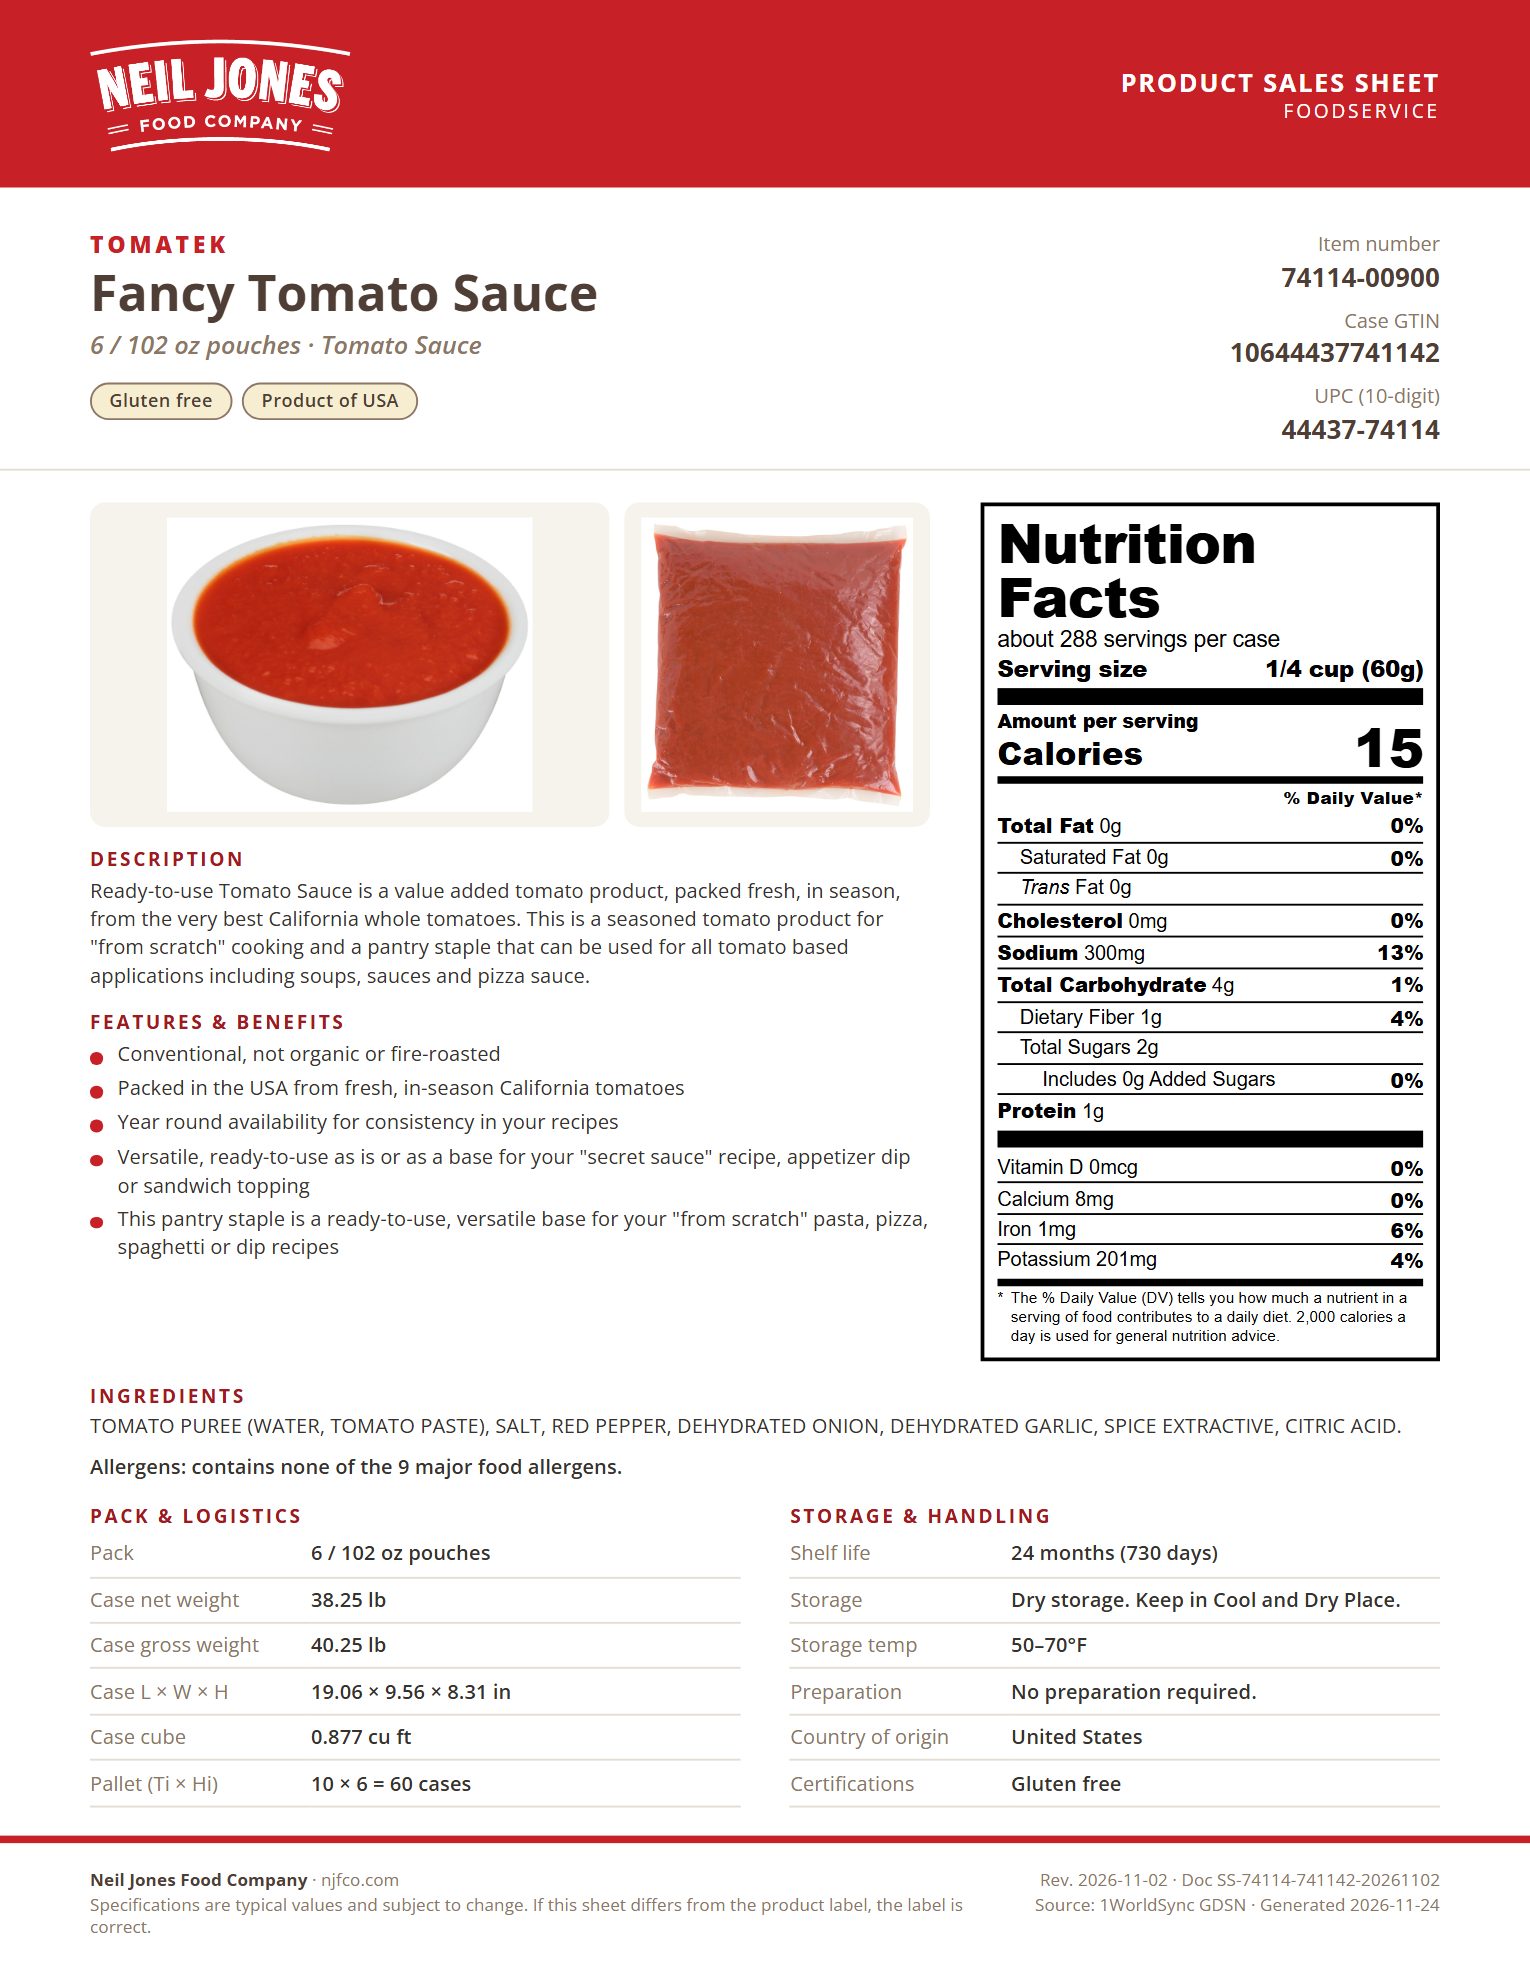 NEIL JONES
FOOD COMPANY
PRODUCT SALES SHEET
FOODSERVICE
TOMATEK
Fancy Tomato Sauce
6 / 102 oz pouches · Tomato Sauce
Gluten free
Product of USA
Item number
74114-00900
Case GTIN
10644437741142
UPC (10-digit)
44437-74114
DESCRIPTION
Ready-to-use Tomato Sauce is a value added tomato product, packed fresh, in season,
from the very best California whole tomatoes. This is a seasoned tomato product for
"from scratch" cooking and a pantry staple that can be used for all tomato based
applications including soups, sauces and pizza sauce.
FEATURES & BENEFITS
Conventional, not organic or fire-roasted
Packed in the USA from fresh, in-season California tomatoes
Year round availability for consistency in your recipes
Versatile, ready-to-use as is or as a base for your "secret sauce" recipe, appetizer dip
or sandwich topping
This pantry staple is a ready-to-use, versatile base for your "from scratch" pasta, pizza,
spaghetti or dip recipes
Nutrition
Facts
about 288 servings per case
Serving size 1/4 cup (60g)
Amount per serving
Calories 15
% Daily Value*
Total Fat 0g 0%
Saturated Fat 0g 0%
Trans Fat 0g
Cholesterol 0mg 0%
Sodium 300mg 13%
Total Carbohydrate 4g 1%
Dietary Fiber 1g 4%
Total Sugars 2g
Includes 0g Added Sugars 0%
Protein 1g
Vitamin D 0mcg 0%
Calcium 8mg 0%
Iron 1mg 6%
Potassium 201mg 4%
* The % Daily Value (DV) tells you how much a nutrient in a
serving of food contributes to a daily diet. 2,000 calories a
day is used for general nutrition advice.
INGREDIENTS
TOMATO PUREE (WATER, TOMATO PASTE), SALT, RED PEPPER, DEHYDRATED ONION, DEHYDRATED GARLIC, SPICE EXTRACTIVE, CITRIC ACID.
Allergens: contains none of the 9 major food allergens.
PACK & LOGISTICS
Pack 6 / 102 oz pouches
Case net weight 38.25 lb
Case gross weight 40.25 lb
Case L × W × H 19.06 × 9.56 × 8.31 in
Case cube 0.877 cu ft
Pallet (Ti × Hi) 10 × 6 = 60 cases
STORAGE & HANDLING
Shelf life 24 months (730 days)
Storage Dry storage. Keep in Cool and Dry Place.
Storage temp 50–70°F
Preparation No preparation required.
Country of origin United States
Certifications Gluten free
Neil Jones Food Company · njfco.com
Specifications are typical values and subject to change. If this sheet differs from the product label, the label is
correct.
Rev. 2026-11-02 · Doc SS-74114-741142-20261102
Source: 1WorldSync GDSN · Generated 2026-11-24